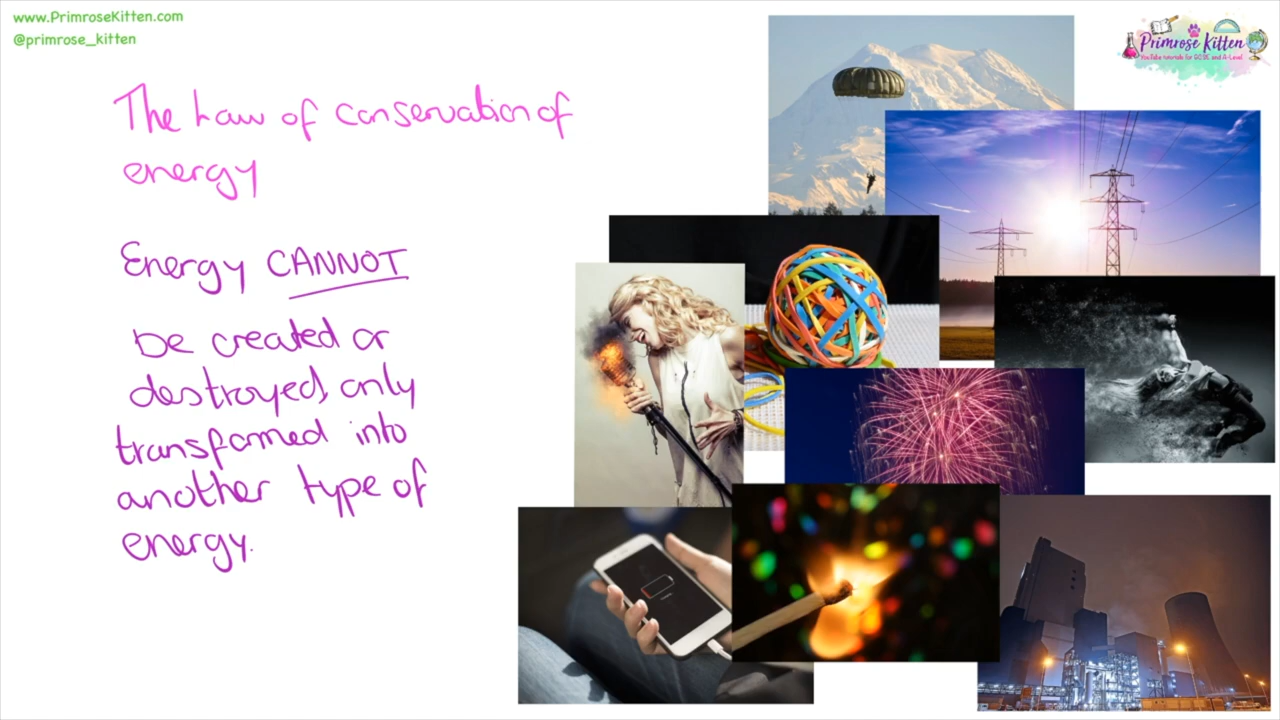 www.PrimroseKitten.com
@primrose_kitten
Primrose Kitten
YouTube tutorials for GCSE and A-Level
The Law of conservation of
energy
Energy CANNOT
be created or
destroyed, only
transformed into
another type of
energy.